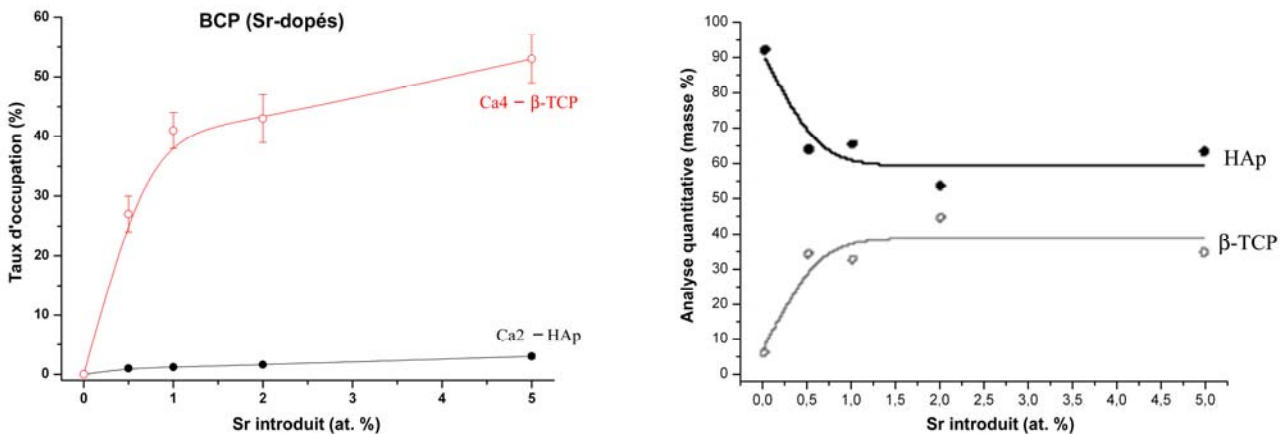 BCP (Sr-dopés)
Taux d'occupation (%)
60
50
40
30
20
10
0
Ca4 – β-TCP
Ca2 – HAp
0 1 2 3 4 5
Sr introduit (at. %)
Analyse quantitative (masse %)
100
90
80
70
60
50
40
30
20
10
0
HAp
β-TCP
0,0 0,5 1,0 1,5 2,0 2,5 3,0 3,5 4,0 4,5 5,0
Sr introduit (at. %)